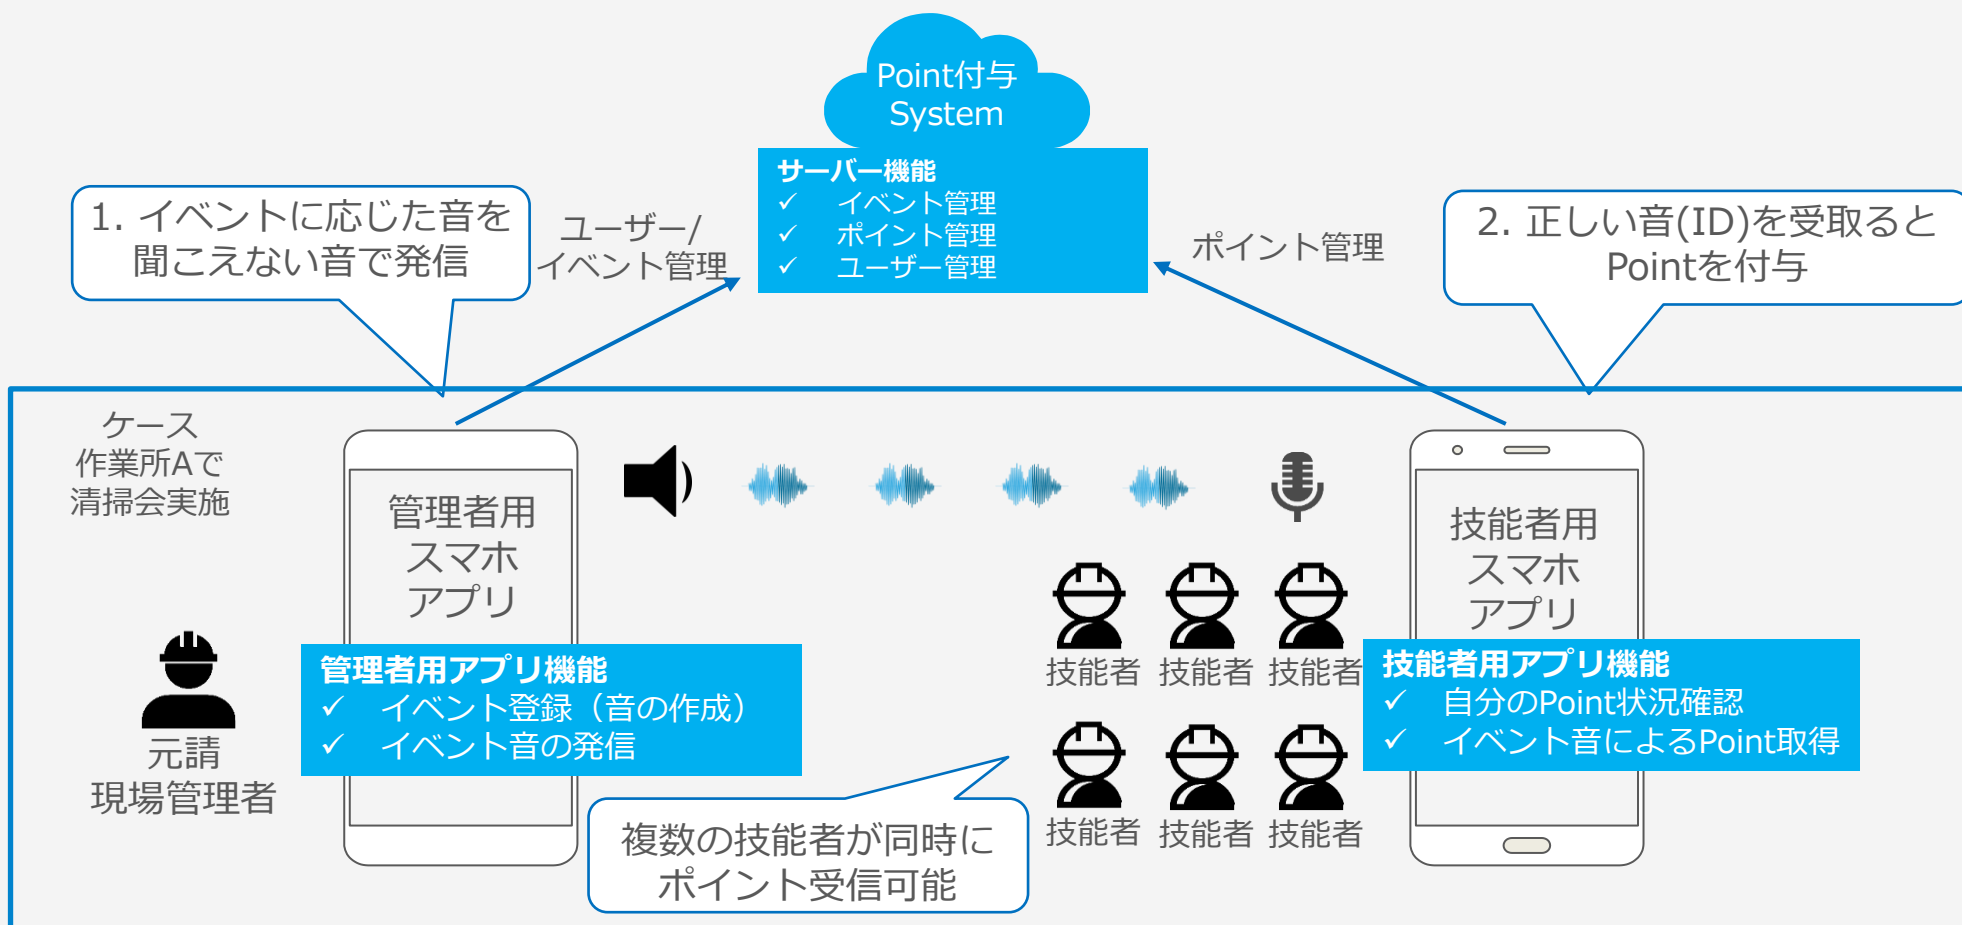 Point付与
System
サーバー機能
✓ イベント管理
✓ ポイント管理
✓ ユーザー管理
1. イベントに応じた音を
聞こえない音で発信
ユーザー/
イベント管理
ポイント管理
2. 正しい音(ID)を受取ると
Pointを付与
ケース
作業所Aで
清掃会実施
管理者用
スマホ
アプリ
技能者用
スマホ
アプリ
元請
現場管理者
管理者用アプリ機能
✓ イベント登録（音の作成）
✓ イベント音の発信
技能者 技能者 技能者
技能者 技能者 技能者
技能者用アプリ機能
✓ 自分のPoint状況確認
✓ イベント音によるPoint取得
複数の技能者が同時に
ポイント受信可能